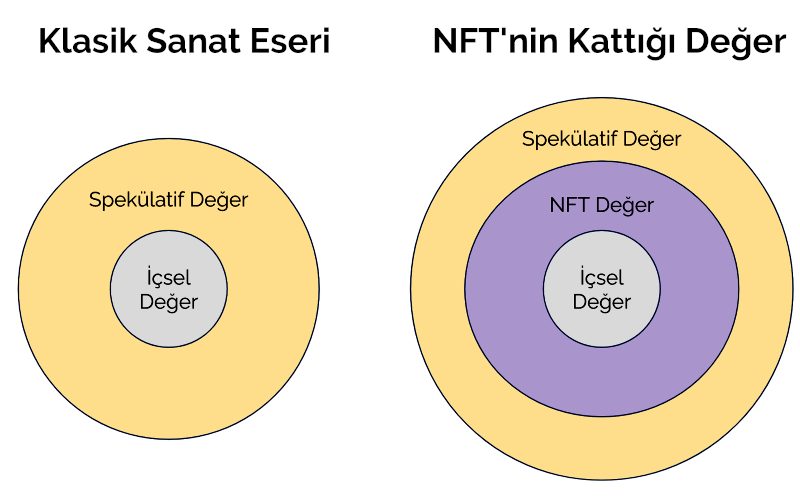 Klasik Sanat Eseri
Spekülatif Değer
İçsel
Değer
NFT'nin Kattığı Değer
Spekülatif Değer
NFT Değer
İçsel
Değer